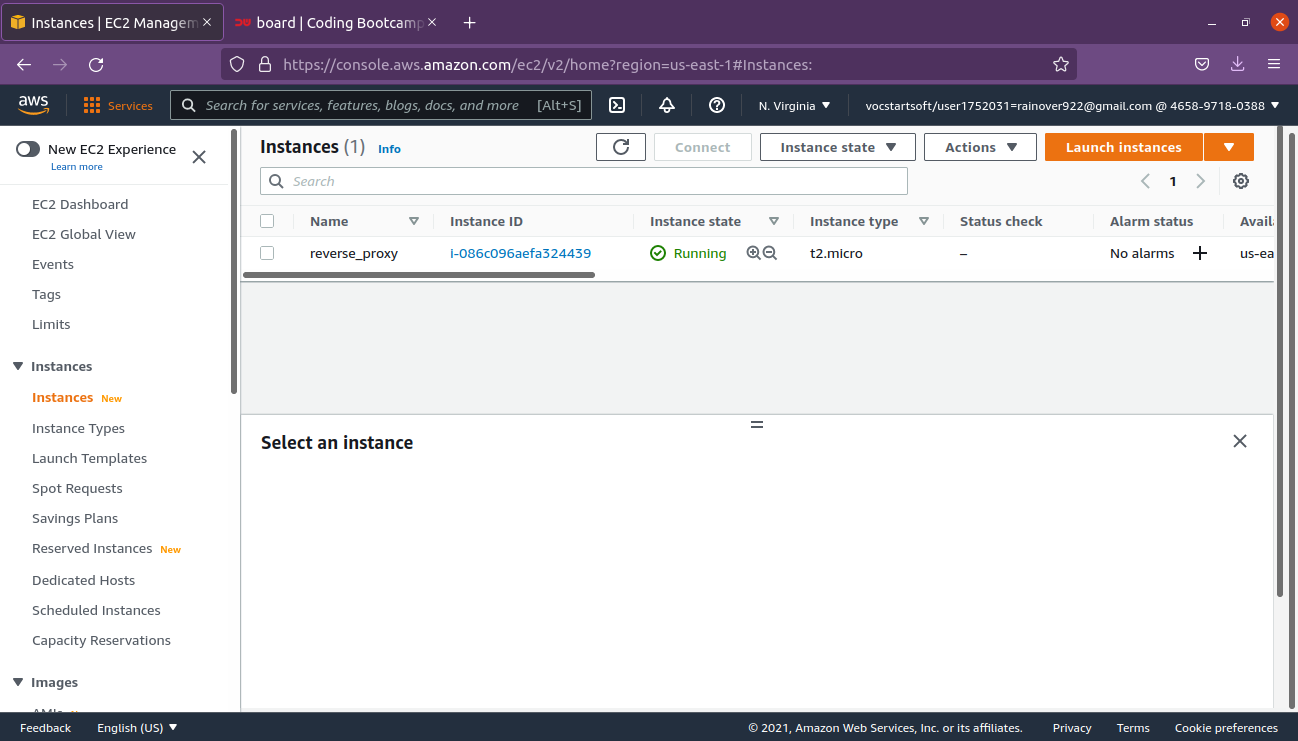 Instances | EC2 Managem
board | Coding Bootcamp
https://console.aws.amazon.com/ec2/v2/home?region=us-east-1#Instances:
aws
Services
Search for services, features, blogs, docs, and more [Alt+S]
N. Virginia
vocstartsoft/user1752031=rainover922@gmail.com @ 4658-9718-0388
New EC2 Experience
Learn more
EC2 Dashboard
EC2 Global View
Events
Tags
Limits
Instances
Instances New
Instance Types
Launch Templates
Spot Requests
Savings Plans
Reserved Instances New
Dedicated Hosts
Scheduled Instances
Capacity Reservations
Images
Instances (1) Info
Connect
Instance state
Actions
Launch instances
Search
1
Name Instance ID Instance state Instance type Status check Alarm status Availa
reverse_proxy i-086c096aefa324439 Running t2.micro – No alarms us-ea
Select an instance
Feedback English (US) © 2021, Amazon Web Services, Inc. or its affiliates. Privacy Terms Cookie preferences